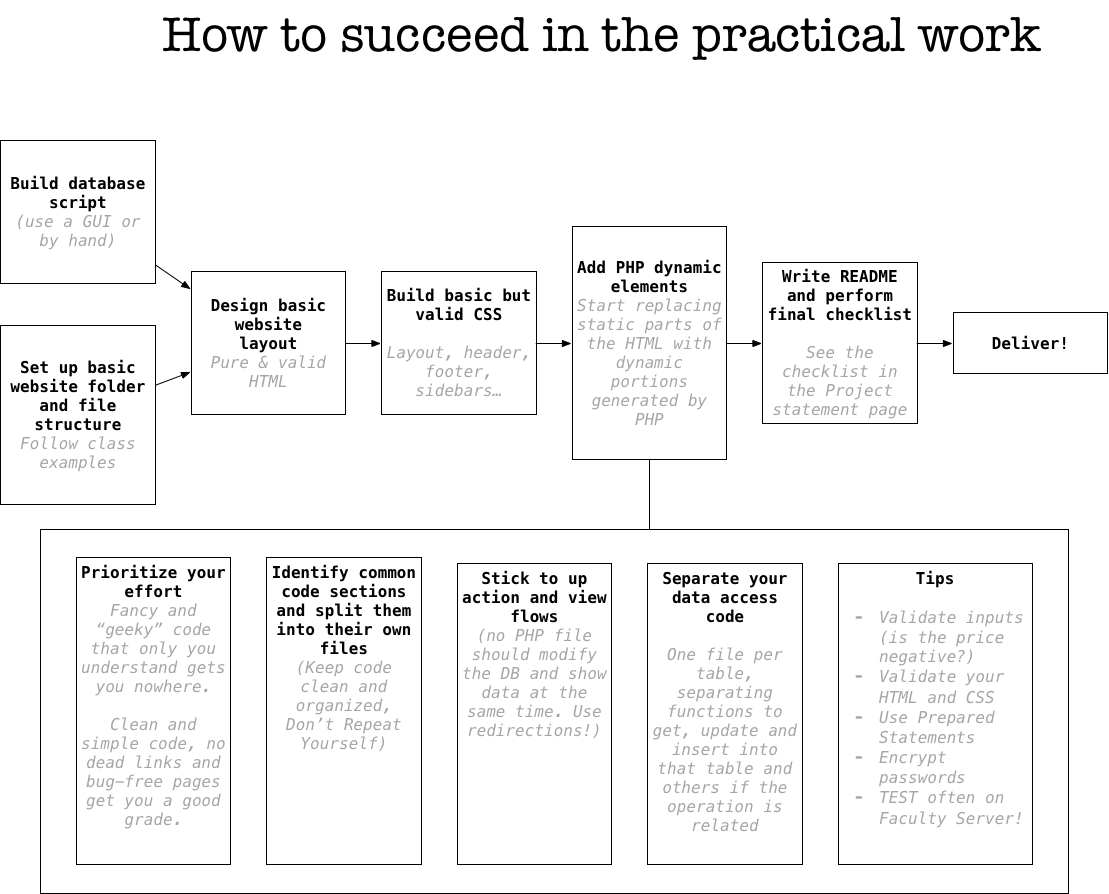 How to succeed in the practical work
Build database
script
(use a GUI or
by hand)
Set up basic
website folder
and file
structure
Follow class
examples
Design basic
website
layout
Pure & valid
HTML
Build basic but
valid CSS
Layout, header,
footer,
sidebars…
Add PHP dynamic
elements
Start replacing
static parts of
the HTML with
dynamic
portions
generated by
PHP
Write README
and perform
final checklist
See the
checklist in
the Project
statement page
Deliver!
Prioritize your
effort
Fancy and
“geeky” code
that only you
understand gets
you nowhere.
Clean and
simple code, no
dead links and
bug-free pages
get you a good
grade.
Identify common
code sections
and split them
into their own
files
(Keep code
clean and
organized,
Don’t Repeat
Yourself)
Stick to up
action and view
flows
(no PHP file
should modify
the DB and show
data at the
same time. Use
redirections!)
Separate your
data access
code
One file per
table,
separating
functions to
get, update and
insert into
that table and
others if the
operation is
related
Tips
- Validate inputs
(is the price
negative?)
- Validate your
HTML and CSS
- Use Prepared
Statements
- Encrypt
passwords
- TEST often on
Faculty Server!